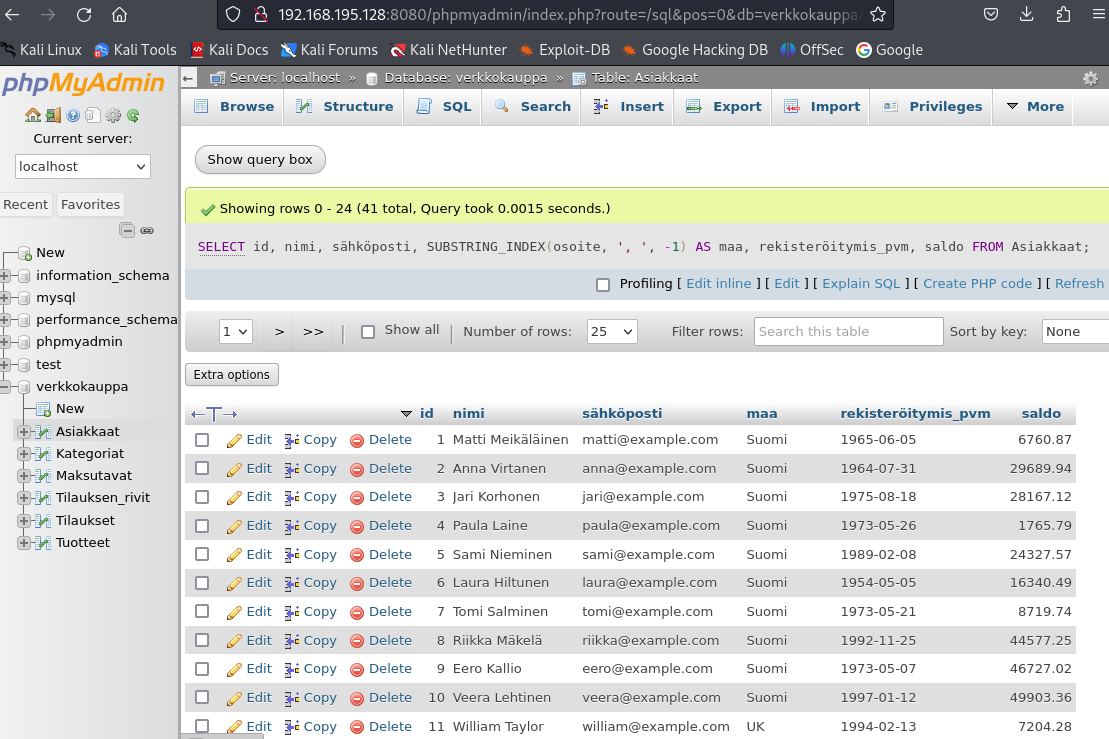 192.168.195.128:8080/phpmyadmin/index.php?route=/sql&pos=0&db=verkkokauppa
Kali Linux Kali Tools Kali Docs Kali Forums Kali NetHunter Exploit-DB Google Hacking DB OffSec Google
phpMyAdmin
Current server:
localhost
Recent Favorites
New
information_schema
mysql
performance_schema
phpmyadmin
test
verkkokauppa
New
Asiakkaat
Kategoriat
Maksutavat
Tilauksen_rivit
Tilaukset
Tuotteet
Server: localhost » Database: verkkokauppa » Table: Asiakkaat
Browse Structure SQL Search Insert Export Import Privileges More
Show query box
Showing rows 0 - 24 (41 total, Query took 0.0015 seconds.)
SELECT id, nimi, sähköposti, SUBSTRING_INDEX(osoite, ', ', -1) AS maa, rekisteröitymis_pvm, saldo FROM Asiakkaat;
Profiling [ Edit inline ] [ Edit ] [ Explain SQL ] [ Create PHP code ] [ Refresh
1 > >> | Show all | Number of rows: 25 Filter rows: Search this table Sort by key: None
Extra options
id nimi sähköposti maa rekisteröitymis_pvm saldo
Edit Copy Delete 1 Matti Meikäläinen matti@example.com Suomi 1965-06-05 6760.87
Edit Copy Delete 2 Anna Virtanen anna@example.com Suomi 1964-07-31 29689.94
Edit Copy Delete 3 Jari Korhonen jari@example.com Suomi 1975-08-18 28167.12
Edit Copy Delete 4 Paula Laine paula@example.com Suomi 1973-05-26 1765.79
Edit Copy Delete 5 Sami Nieminen sami@example.com Suomi 1989-02-08 24327.57
Edit Copy Delete 6 Laura Hiltunen laura@example.com Suomi 1954-05-05 16340.49
Edit Copy Delete 7 Tomi Salminen tomi@example.com Suomi 1973-05-21 8719.74
Edit Copy Delete 8 Riikka Mäkelä riikka@example.com Suomi 1992-11-25 44577.25
Edit Copy Delete 9 Eero Kallio eero@example.com Suomi 1973-05-07 46727.02
Edit Copy Delete 10 Veera Lehtinen veera@example.com Suomi 1997-01-12 49903.36
Edit Copy Delete 11 William Taylor william@example.com UK 1994-02-13 7204.28